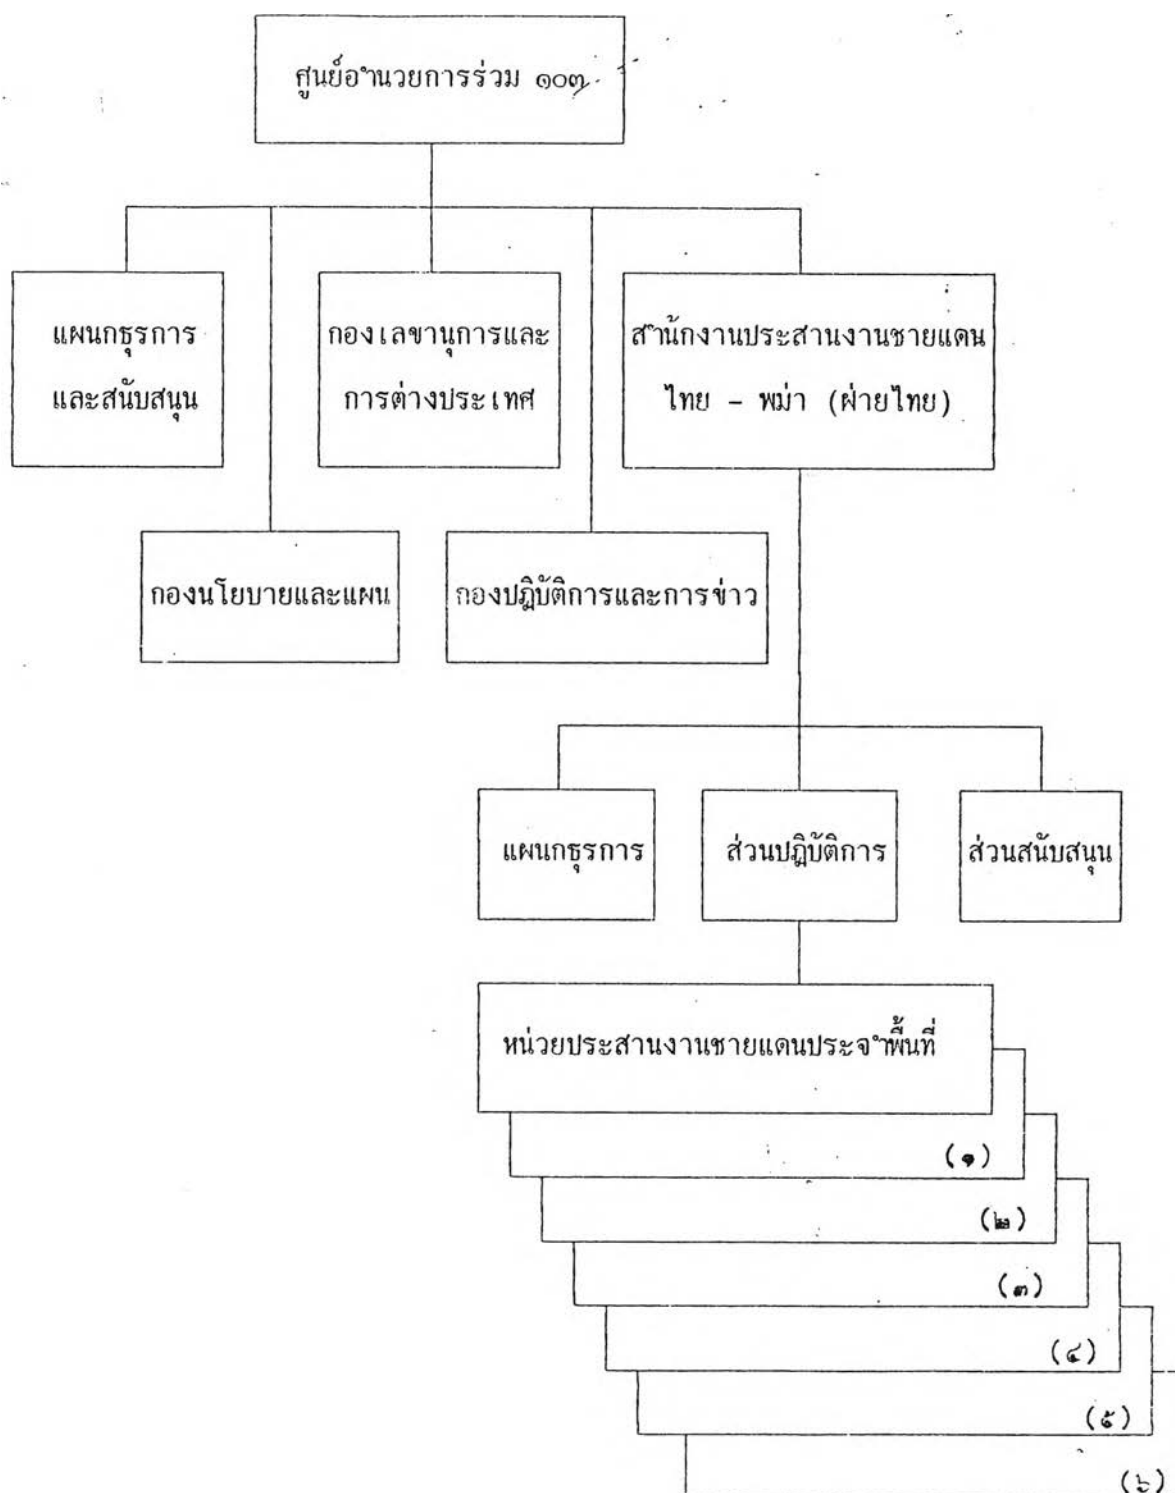 ศูนย์อำนวยการร่วม ๑๐๓
แผนกธุรการ
และสนับสนุน
กองเลขานุการและ
การต่างประเทศ
สำนักงานประสานงานชายแดน
ไทย - พม่า (ฝ่ายไทย)
กองนโยบายและแผน
กองปฏิบัติการและการข่าว
แผนกธุรการ
ส่วนปฏิบัติการ
ส่วนสนับสนุน
หน่วยประสานงานชายแดนประจำพื้นที่
(๑)
(๒)
(๓)
(๔)
(๕)
(๖)